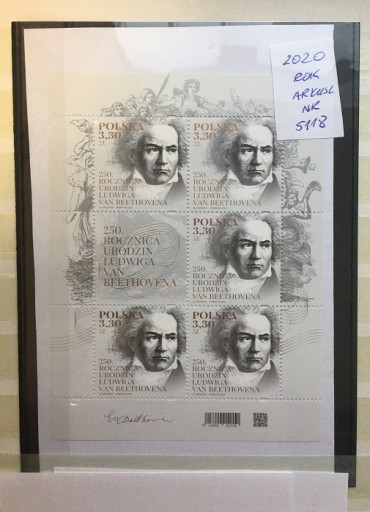 2020
ROK
ARKUSZ
NR
5118
POLSKA
3,30
ZŁ
250.
ROCZNICA
URODZIN
LUDWIGA
VAN BEETHOVENA
POLSKA
3,30
ZŁ
250.
ROCZNICA
URODZIN
LUDWIGA
VAN BEETHOVENA
250.
ROCZNICA
URODZIN
LUDWIGA
VAN
BEETHOVENA
POLSKA
3,30
ZŁ
250.
ROCZNICA
URODZIN
LUDWIGA
VAN BEETHOVENA
POLSKA
3,30
ZŁ
250.
ROCZNICA
URODZIN
LUDWIGA
VAN BEETHOVENA
POLSKA
3,30
ZŁ
250.
ROCZNICA
URODZIN
LUDWIGA
VAN BEETHOVENA
Beethoven